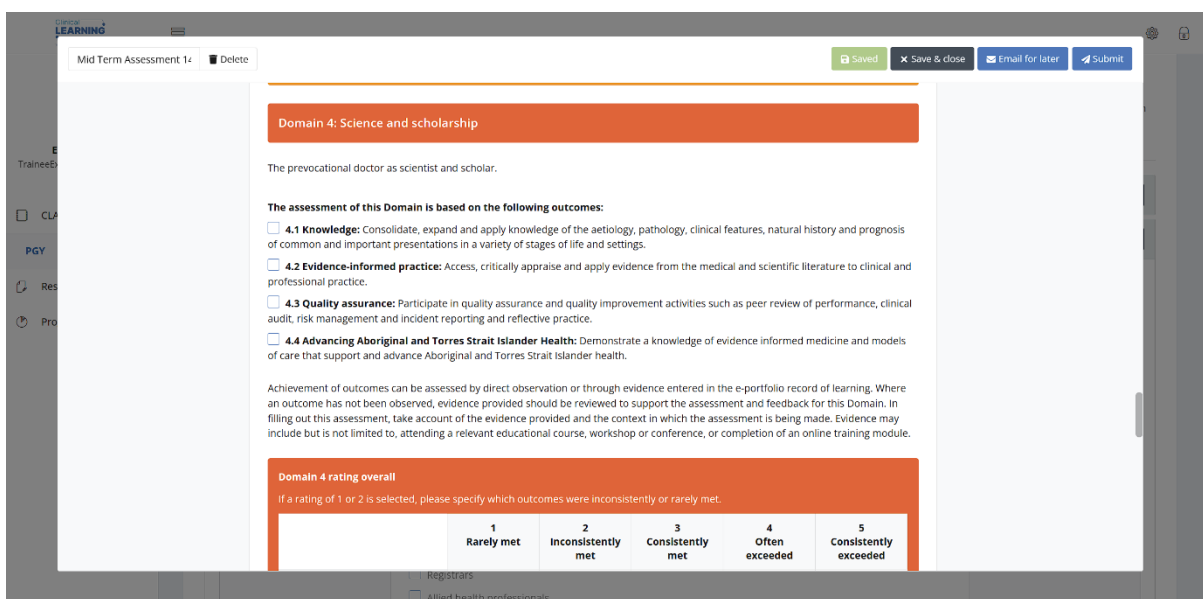 Clinical
LEARNING
Mid Term Assessment 1
Delete
Saved
Save & close
Email for later
Submit
Domain 4: Science and scholarship
TraineeEx
The prevocational doctor as scientist and scholar.
The assessment of this Domain is based on the following outcomes:
CLA
4.1 Knowledge: Consolidate, expand and apply knowledge of the aetiology, pathology, clinical features, natural history and prognosis
of common and important presentations in a variety of stages of life and settings.
PGY
4.2 Evidence-informed practice: Access, critically appraise and apply evidence from the medical and scientific literature to clinical and
professional practice.
Res
4.3 Quality assurance: Participate in quality assurance and quality improvement activities such as peer review of performance, clinical
audit, risk management and incident reporting and reflective practice.
Pro
4.4 Advancing Aboriginal and Torres Strait Islander Health: Demonstrate a knowledge of evidence informed medicine and models
of care that support and advance Aboriginal and Torres Strait Islander health.
Achievement of outcomes can be assessed by direct observation or through evidence entered in the e-portfolio record of learning. Where
an outcome has not been observed, evidence provided should be reviewed to support the assessment and feedback for this Domain. In
filling out this assessment, take account of the evidence provided and the context in which the assessment is being made. Evidence may
include but is not limited to, attending a relevant educational course, workshop or conference, or completion of an online training module.
Domain 4 rating overall
If a rating of 1 or 2 is selected, please specify which outcomes were inconsistently or rarely met.
1 2 3 4 5
Rarely met Inconsistently Consistently Often Consistently
met met exceeded exceeded
Registrars
Allied health professionals